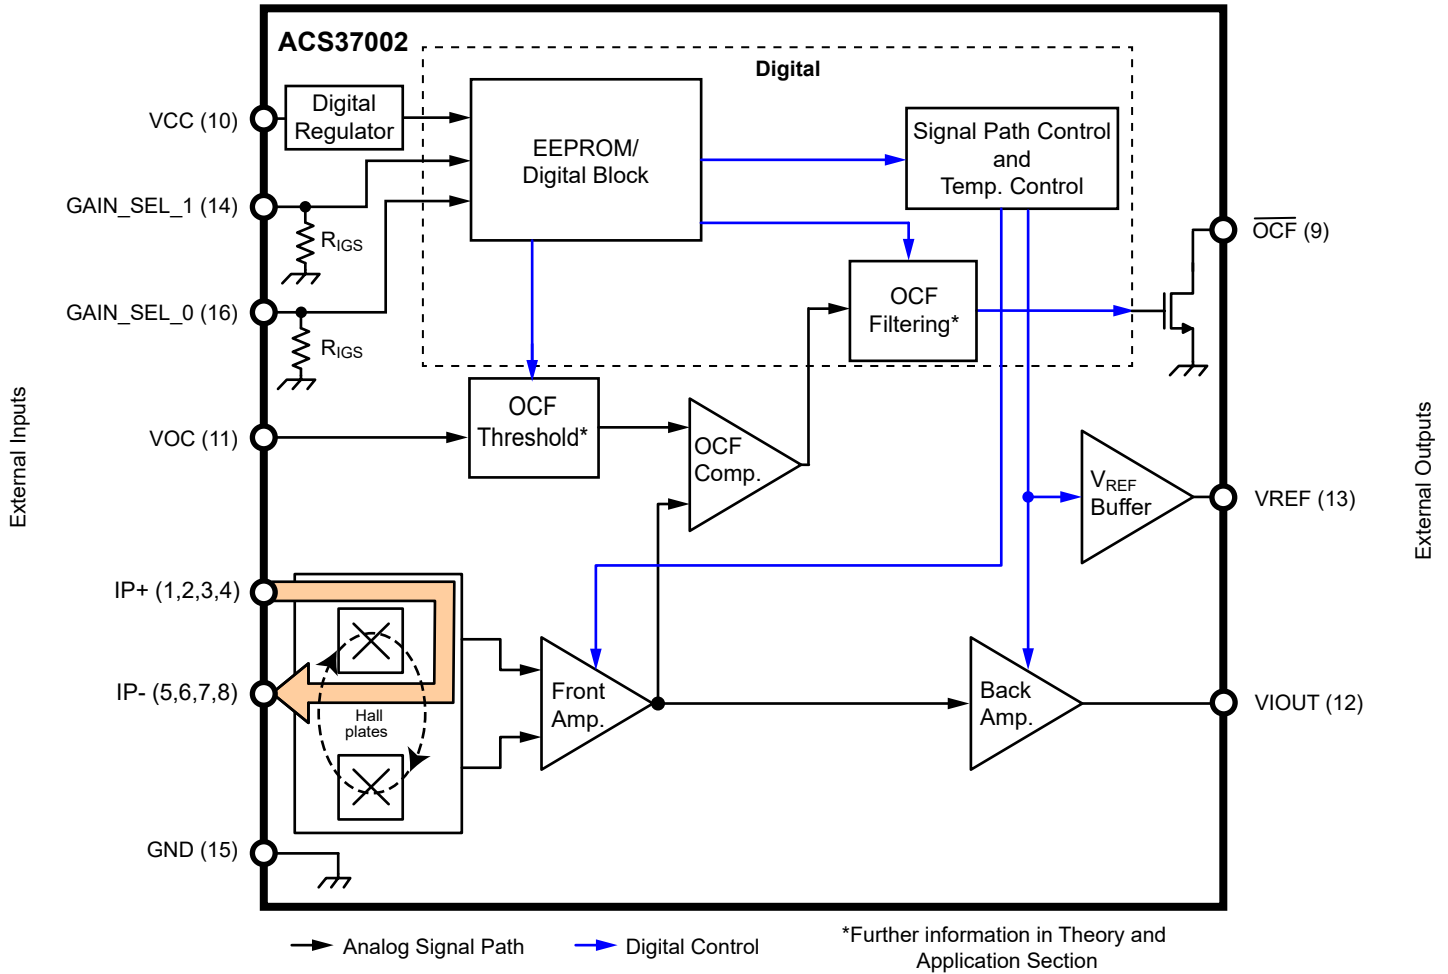 ACS37002
Digital
VCC (10)
Digital
Regulator
EEPROM/
Digital Block
Signal Path Control
and
Temp. Control
GAIN_SEL_1 (14)
RIGS
OCF (9)
GAIN_SEL_0 (16)
RIGS
OCF
Filtering*
External Inputs
VOC (11)
OCF
Threshold*
OCF
Comp.
VREF
Buffer
VREF (13)
External Outputs
IP+ (1,2,3,4)
IP- (5,6,7,8)
Hall
plates
Front
Amp.
Back
Amp.
VIOUT (12)
GND (15)
Analog Signal Path
Digital Control
*Further information in Theory and
Application Section